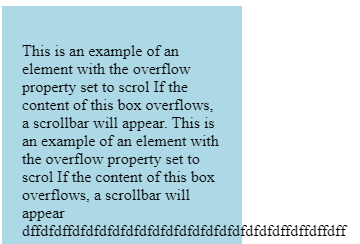 This is an example of an
element with the overflow
property set to scrol If the
content of this box overflows,
a scrollbar will appear. This is
an example of an element with
the overflow property set to
scrol If the content of this box
overflows, a scrollbar will
appear
dffdfdffdfdfdfdfdfdfdfdfdfdfdfdfdfdfdfdffdffdffdff